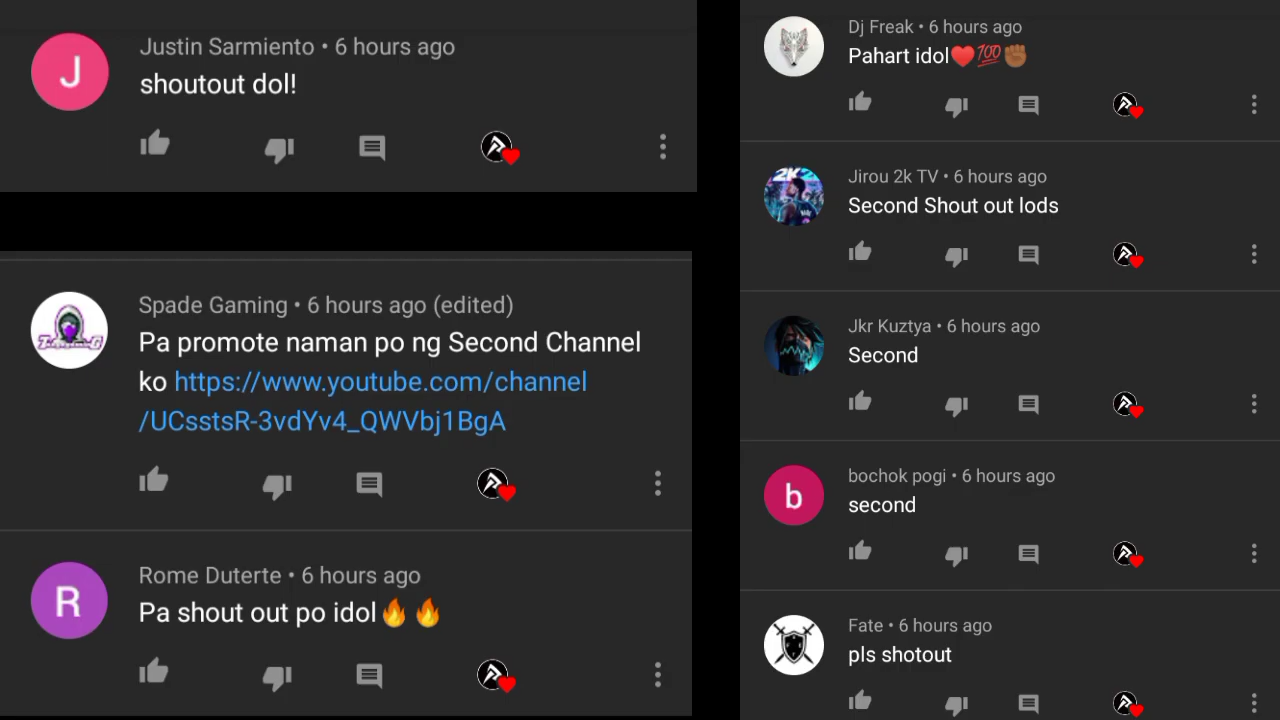 Justin Sarmiento • 6 hours ago
shoutout dol!
Spade Gaming • 6 hours ago (edited)
Pa promote naman po ng Second Channel
ko https://www.youtube.com/channel
/UCsstsR-3vdYv4_QWVbj1BgA
Rome Duterte • 6 hours ago
Pa shout out po idol🔥🔥
Dj Freak • 6 hours ago
Pahart idol❤️💯✊🏾
Jirou 2k TV • 6 hours ago
Second Shout out lods
Jkr Kuztya • 6 hours ago
Second
bochok pogi • 6 hours ago
second
Fate • 6 hours ago
pls shotout
J
R
2K2
b